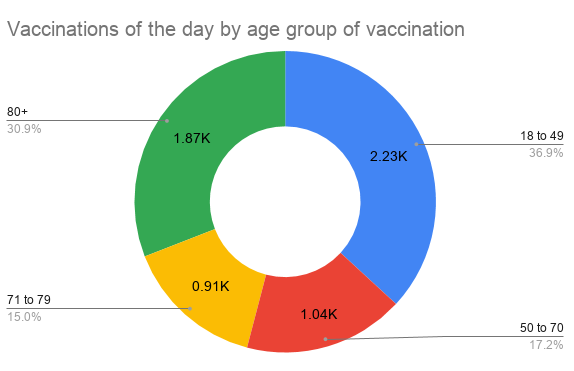 Vaccinations of the day by age group of vaccination
80+
30.9%
1.87K
18 to 49
36.9%
2.23K
71 to 79
15.0%
0.91K
1.04K
50 to 70
17.2%